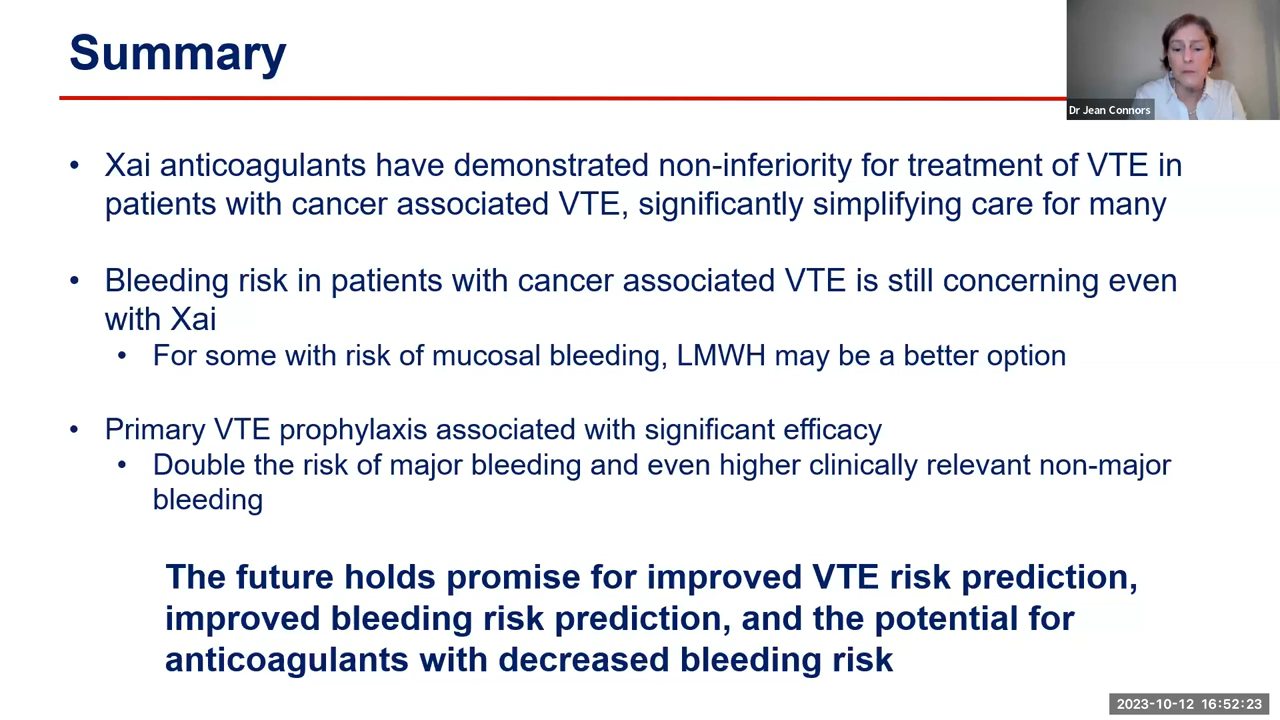 Summary
Dr Jean Connors
• Xai anticoagulants have demonstrated non-inferiority for treatment of VTE in
patients with cancer associated VTE, significantly simplifying care for many
• Bleeding risk in patients with cancer associated VTE is still concerning even
with Xai
• For some with risk of mucosal bleeding, LMWH may be a better option
• Primary VTE prophylaxis associated with significant efficacy
• Double the risk of major bleeding and even higher clinically relevant non-major
bleeding
The future holds promise for improved VTE risk prediction,
improved bleeding risk prediction, and the potential for
anticoagulants with decreased bleeding risk
2023-10-12 16:52:23